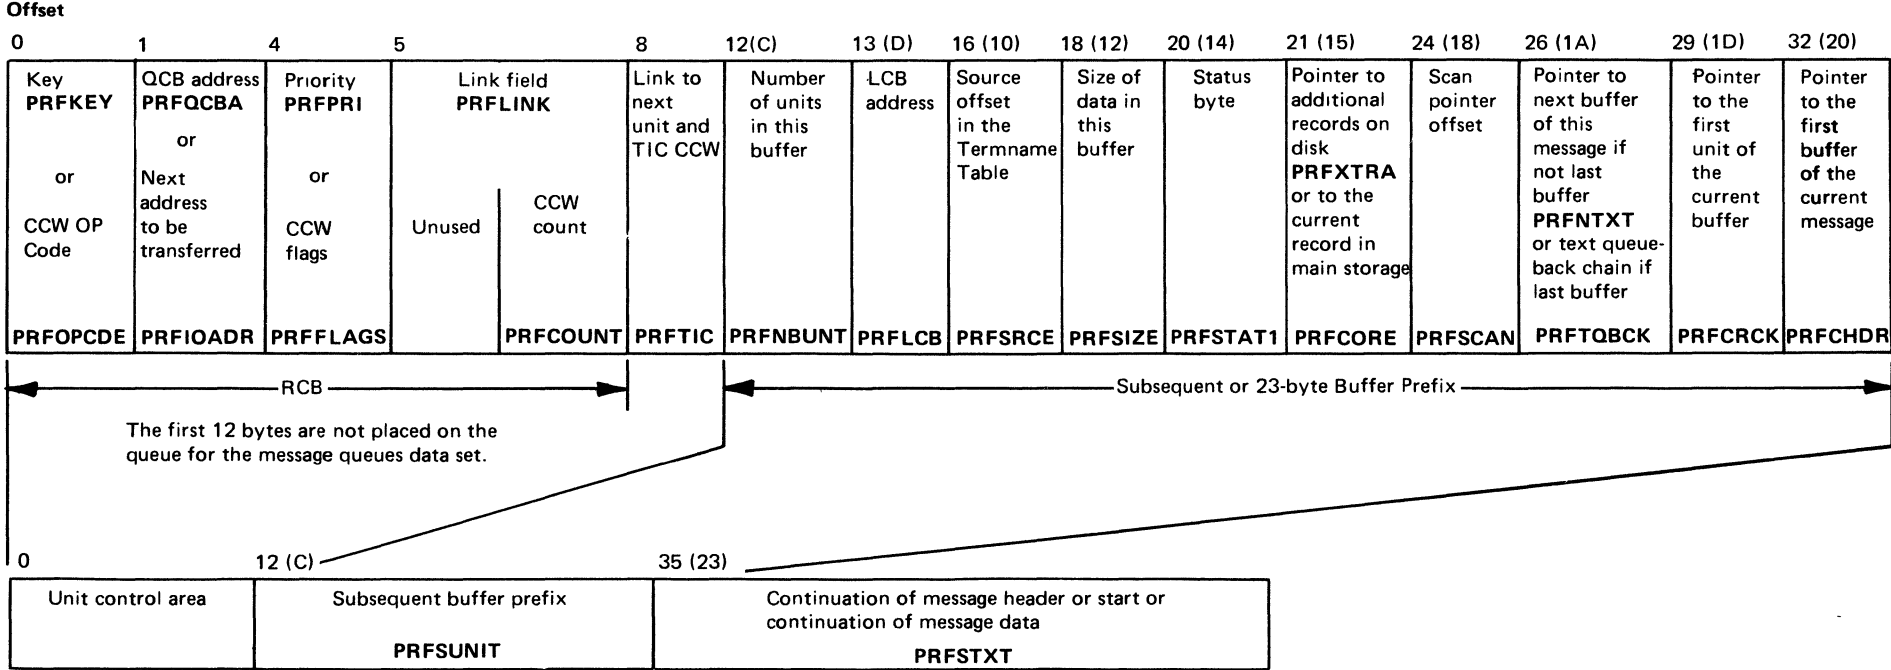 Offset
0 1 4 5 8 12(C) 13 (D) 16 (10) 18 (12) 20 (14) 21 (15) 24 (18) 26 (1A) 29 (1D) 32 (20)
Key
PRFKEY
or
CCW OP
Code
PRFOPCDE
QCB address
PRFQCBA
or
Next
address
to be
transferred
PRFIOADR
Priority
PRFPRI
or
CCW
flags
PRFFLAGS
Link field
PRFLINK
Unused
CCW
count
PRFCOUNT
Link to
next
unit and
TIC CCW
PRFTIC
Number
of units
in this
buffer
PRFNBUNT
LCB
address
PRFLCB
Source
offset
in the
Termname
Table
PRFSRCE
Size of
data in
this
buffer
PRFSIZE
Status
byte
PRFSTAT1
Pointer to
additional
records on
disk
PRFXTRA
or to the
current
record in
main storage
PRFCORE
Scan
pointer
offset
PRFSCAN
Pointer to
next buffer
of this
message if
not last
buffer
PRFNTXT
or text queue-
back chain if
last buffer
PRFTQBCK
Pointer
to the
first
unit of
the
current
buffer
PRFCRCK
Pointer
to the
first
buffer
of the
current
message
PRFCHDR
RCB
Subsequent or 23-byte Buffer Prefix
The first 12 bytes are not placed on the
queue for the message queues data set.
0 12 (C) 35 (23)
Unit control area
Subsequent buffer prefix
PRFSUNIT
Continuation of message header or start or
continuation of message data
PRFSTXT